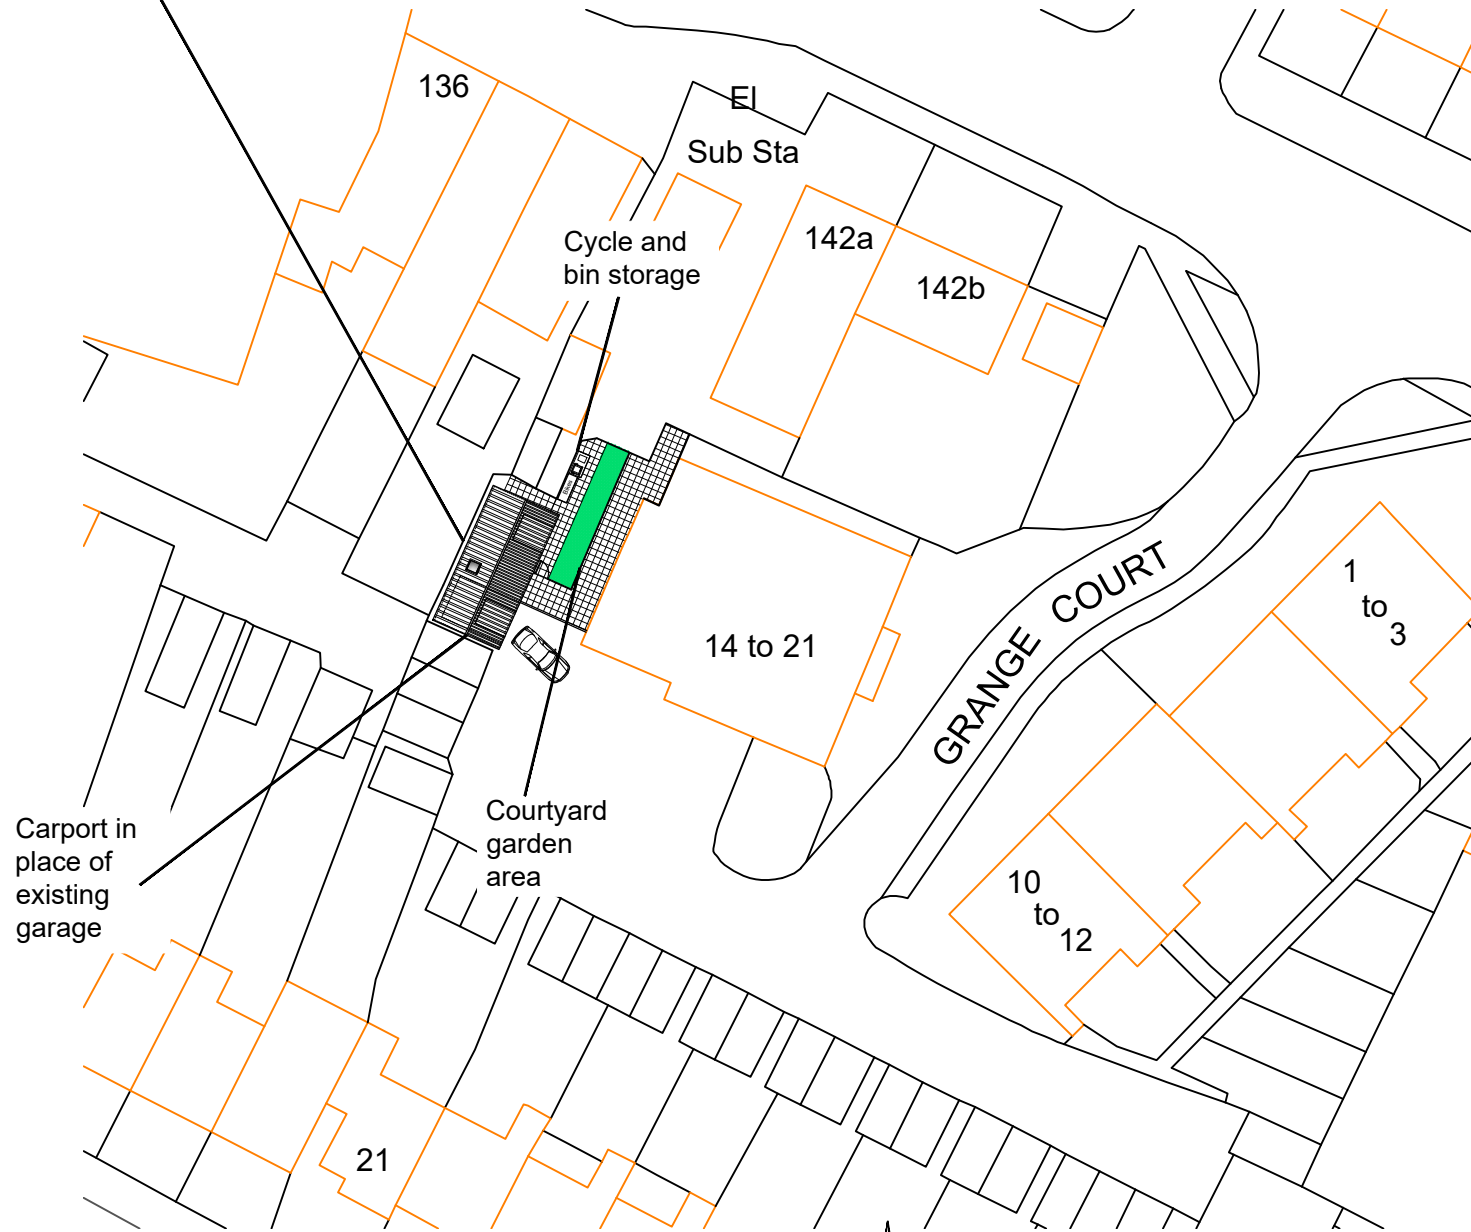 136
El
Sub Sta
142a
142b
Cycle and
bin storage
14 to 21
GRANGE COURT
1
to
3
Carport in
place of
existing
garage
Courtyard
garden
area
10
to
12
21